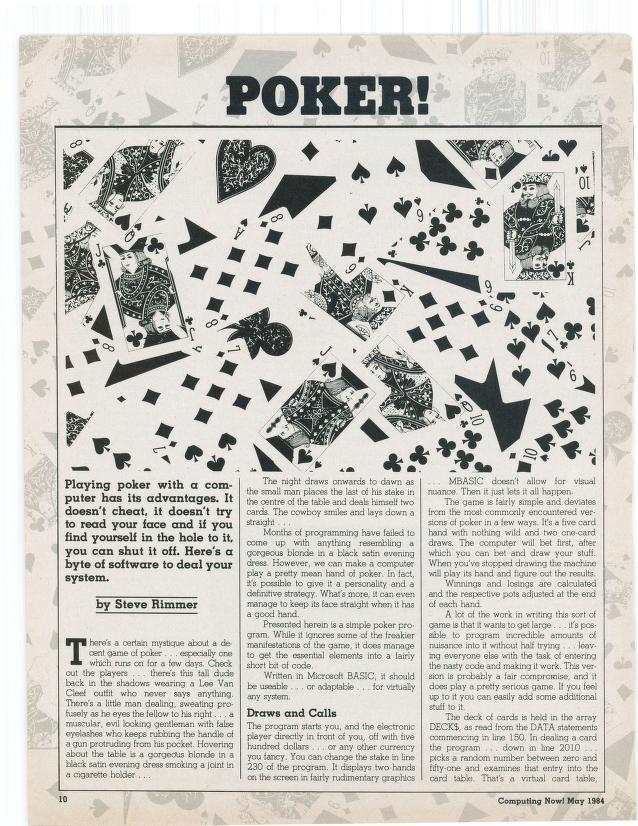 POKER!
Playing poker with a com-
puter has its advantages. It
doesn't cheat, it doesn't try
to read your face and if you
find yourself in the hole to it,
you can shut it off. Here's a
byte of software to deal your
system.
by Steve Rimmer
There's a certain mystique about a de-
cent game of poker . . . especially one
which runs on for a few days. Check
out the players . . . there's this tall dude
back in the shadows wearing a Lee Van
Cleef outfit who never says anything.
There's a little man dealing, sweating pro-
fusely as he eyes the fellow to his right . . . a
muscular, evil looking gentleman with false
eyelashes who keeps rubbing the handle of
a gun protruding from his pocket. Hovering
about the table is a gorgeous blonde in a
black satin evening dress smoking a joint in
a cigarette holder . . . .
The night draws onwards to dawn as
the small man places the last of his stake in
the centre of the table and deals himself two
cards. The cowboy smiles and lays down a
straight . . .
Months of programming have failed to
come up with anything resembling a
gorgeous blonde in a black satin evening
dress. However, we can make a computer
play a pretty mean hand of poker. In fact,
it's possible to give it a personality and a
definitive strategy. What's more, it can even
manage to keep its face straight when it has
a good hand.
Presented herein is a simple poker pro-
gram. While it ignores some of the freakier
manifestations of the game, it does manage
to get the essential elements into a fairly
short bit of code.
Written in Microsoft BASIC, it should
be useable . . . or adaptable . . . for virtually
any system.
Draws and Calls
The program starts you, and the electronic
player directly in front of you, off with five
hundred dollars . . . or any other currency
you fancy. You can change the stake in line
230 of the program. It displays two hands
on the screen in fairly rudimentary graphics
. . . MBASIC doesn't allow for visual
nuance. Then it just lets it all happen.
The game is fairly simple and deviates
from the most commonly encountered ver-
sions of poker in a few ways. It's a five card
hand with nothing wild and two one-card
draws. The computer will bet first, after
which you can bet and draw your stuff.
When you've stopped drawing the machine
will play its hand and figure out the results.
Winnings and losings are calculated
and the respective pots adjusted at the end
of each hand.
A lot of the work in writing this sort of
game is that it wants to get large . . . it's pos-
sible to program incredible amounts of
nuisance into it without half trying . . . leav-
ing everyone else with the task of entering
the nasty code and making it work. This ver-
sion is probably a fair compromise, and it
does play a pretty serious game. If you feel
up to it you can easily add some additional
stuff to it.
The deck of cards is held in the array
DECK$, as read from the DATA statements
commencing in line 150. In dealing a card
the program . . . down in line 2010 . . .
picks a random number between zero and
fifty-one and examines that entry into the
card table. That's a virtual card table,
10
Computing Now! May 1984